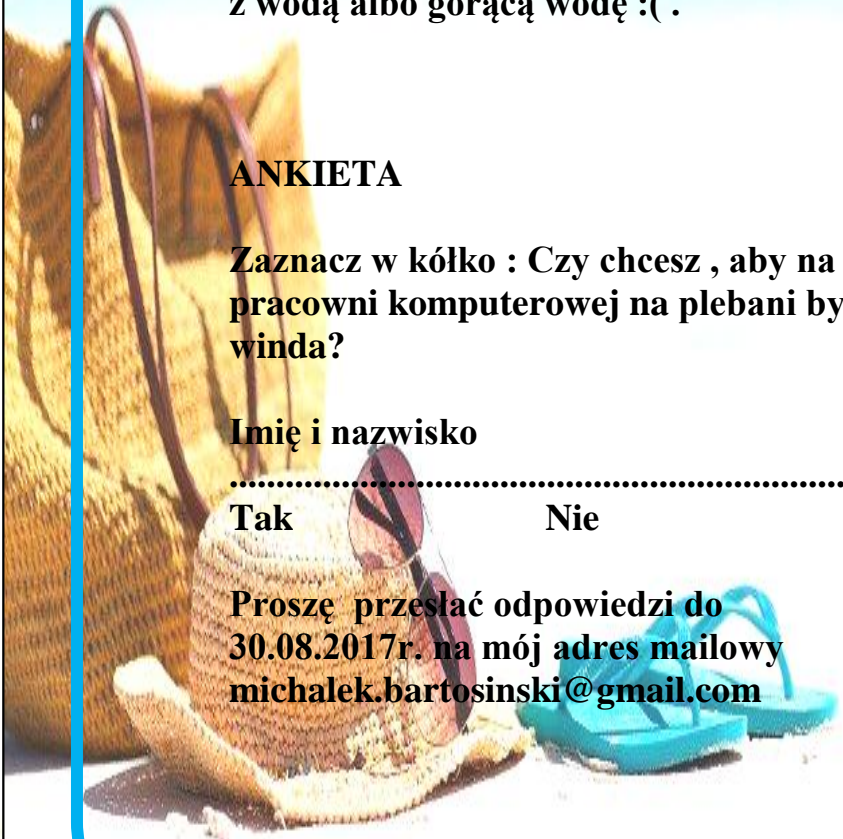 z wodą albo gorącą wodę :( .
ANKIETA
Zaznacz w kółko : Czy chcesz , aby na
pracowni komputerowej na plebani by
winda?
Imię i nazwisko
..................................................................
Tak Nie
Proszę przesłać odpowiedzi do
30.08.2017r. na mój adres mailowy
michalek.bartosinski@gmail.com